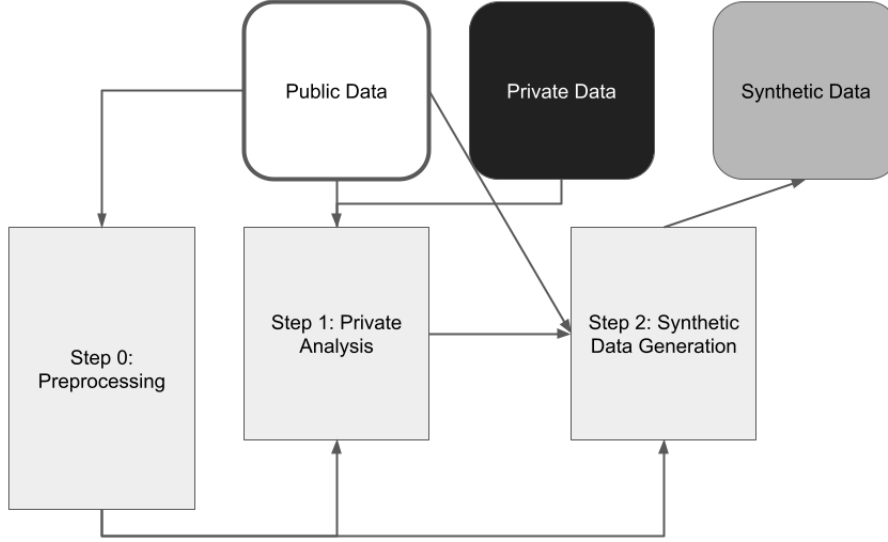 Public Data
Private Data
Synthetic Data
Step 0:
Preprocessing
Step 1: Private
Analysis
Step 2: Synthetic
Data Generation